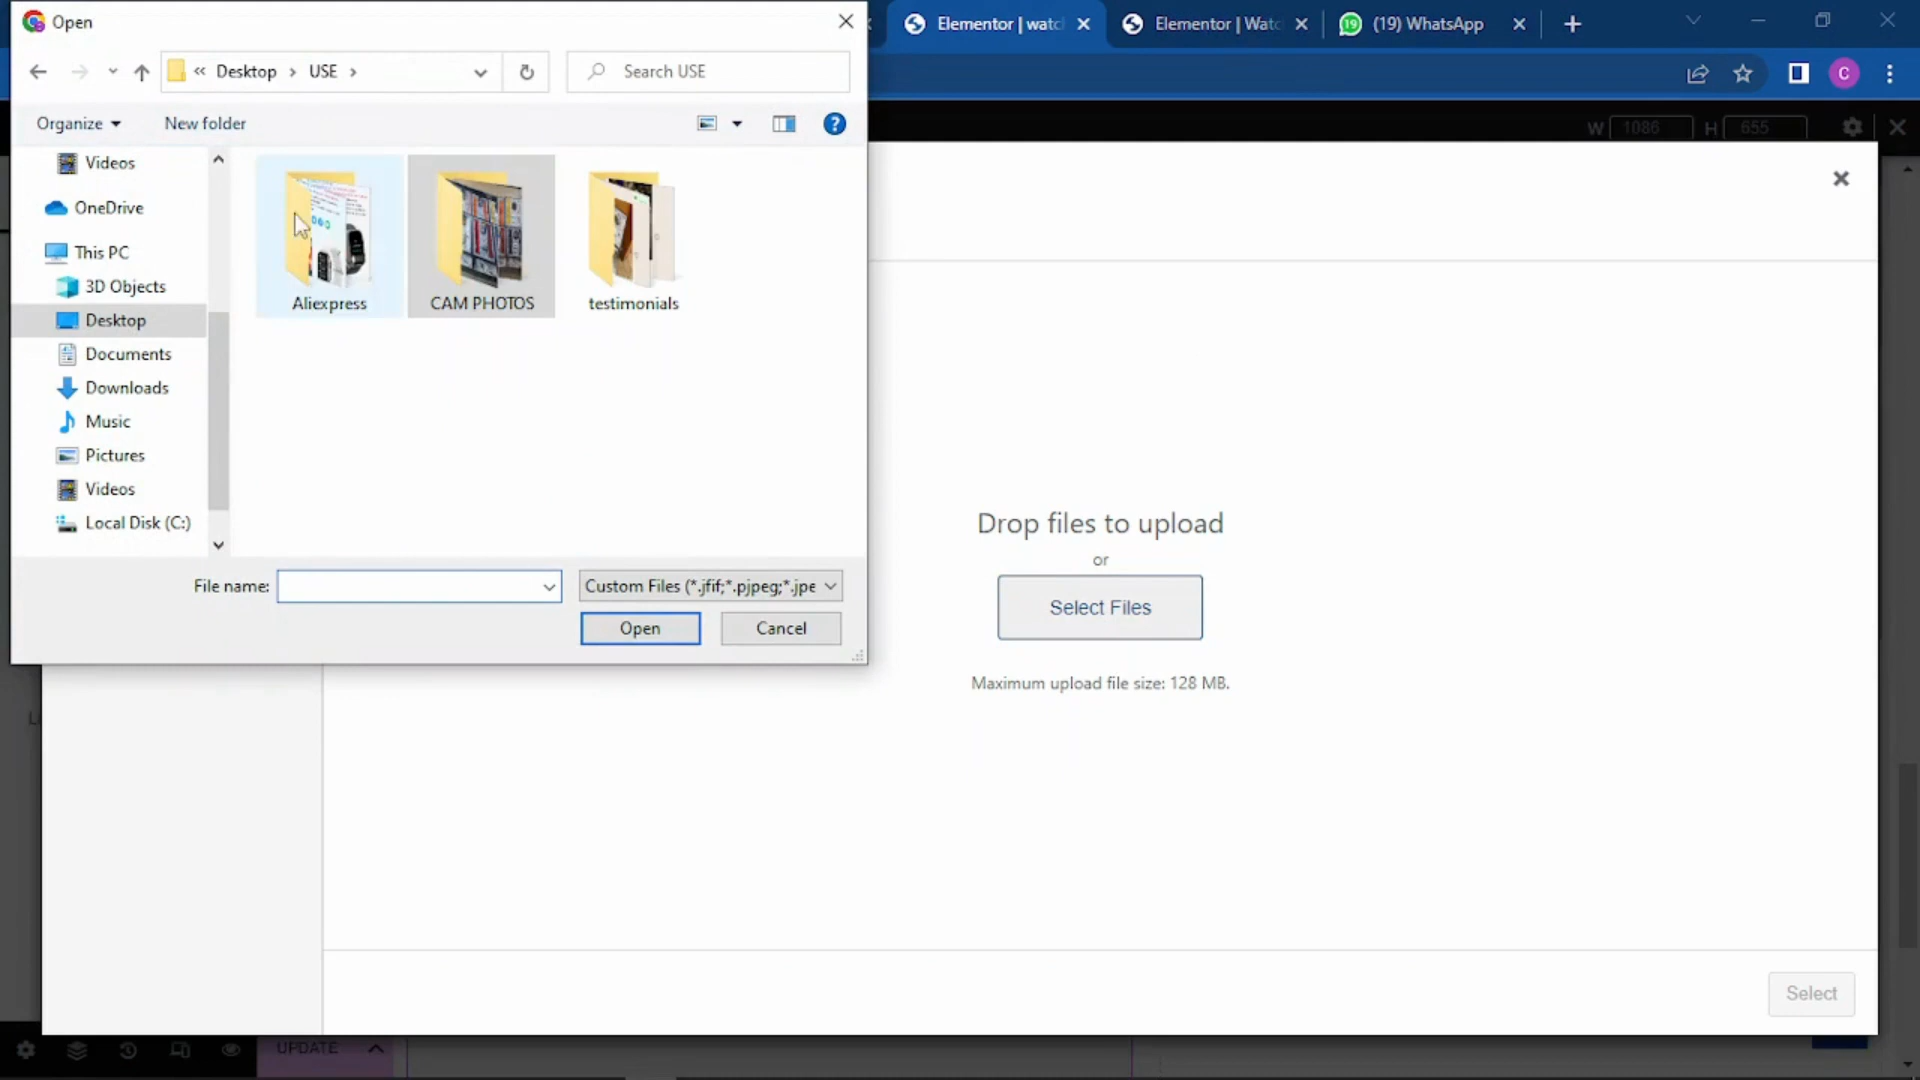 Open
Elementor | watc
Elementor | Watc
19
(19) WhatsApp
« Desktop > USE >
Search USE
C
Organize
New folder
?
W 1086 H 655
Videos
OneDrive
This PC
3D Objects
Desktop
Documents
Downloads
Music
Pictures
Videos
Local Disk (C:)
Aliexpress
CAM PHOTOS
testimonials
File name:
Custom Files (*.jfif;*.pjpeg;*.jpe
Open
Cancel
Drop files to upload
or
Select Files
Maximum upload file size: 128 MB.
Select
UPDATE